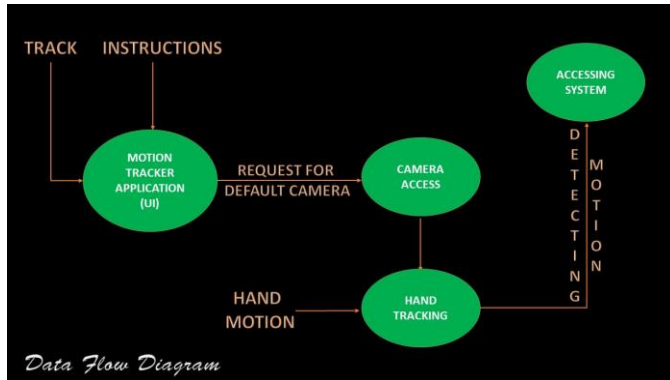 TRACK
INSTRUCTIONS
ACCESSING
SYSTEM
MOTION
TRACKER
APPLICATION
(UI)
REQUEST FOR
DEFAULT CAMERA
CAMERA
ACCESS
DETECTING
MOTION
HAND
MOTION
HAND
TRACKING
Data Flow Diagram